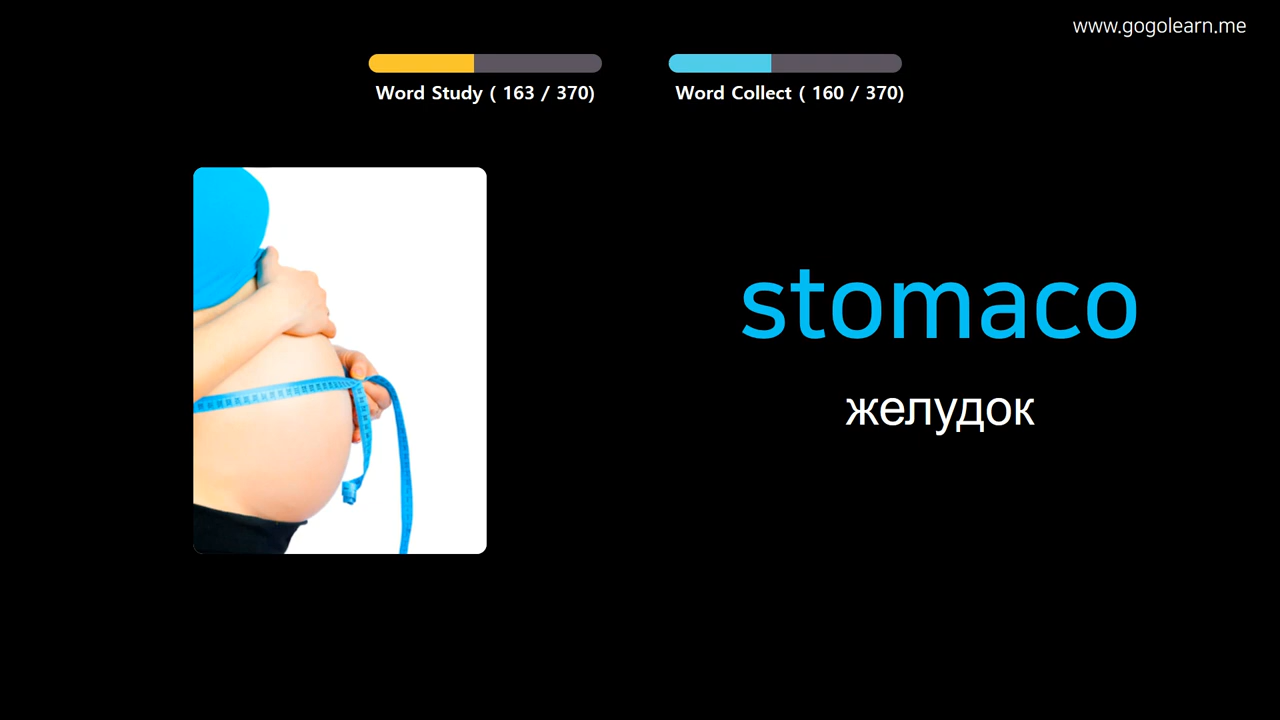 www.gogolearn.me
Word Study ( 163 / 370)
Word Collect ( 160 / 370)
stomaco
желудок